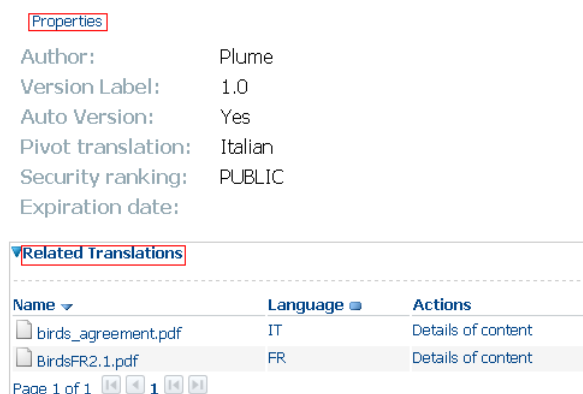 Properties
Author: Plume
Version Label: 1.0
Auto Version: Yes
Pivot translation: Italian
Security ranking: PUBLIC
Expiration date:
Related Translations
Name Language Actions
birds_agreement.pdf IT Details of content
BirdsFR2.1.pdf FR Details of content
Page 1 of 1 1